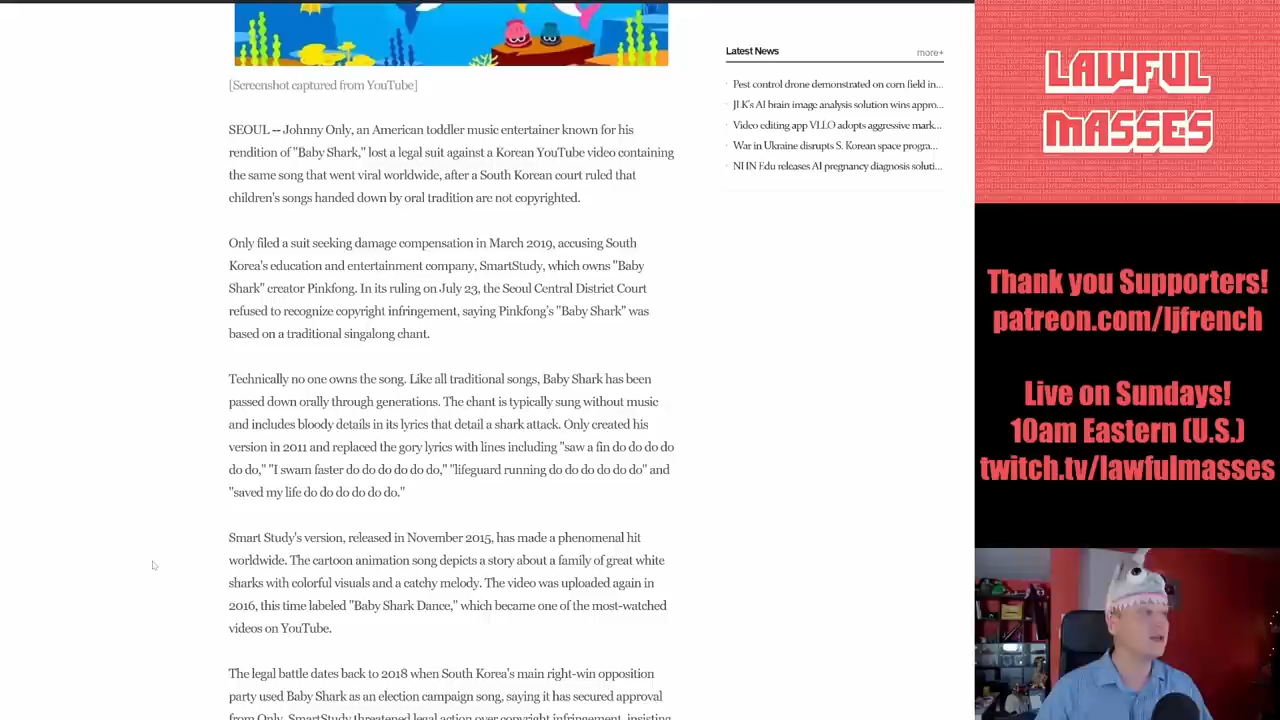 [Screenshot captured from YouTube]
SEOUL -- Johnny Only, an American toddler music entertainer known for his
rendition of "Baby Shark," lost a legal suit against a Korean YouTube video containing
the same song that went viral worldwide, after a South Korean court ruled that
children's songs handed down by oral tradition are not copyrighted.
Only filed a suit seeking damage compensation in March 2019, accusing South
Korea's education and entertainment company, SmartStudy, which owns "Baby
Shark" creator Pinkfong. In its ruling on July 23, the Seoul Central District Court
refused to recognize copyright infringement, saying Pinkfong's "Baby Shark" was
based on a traditional singalong chant.
Technically no one owns the song. Like all traditional songs, Baby Shark has been
passed down orally through generations. The chant is typically sung without music
and includes bloody details in its lyrics that detail a shark attack. Only created his
version in 2011 and replaced the gory lyrics with lines including "saw a fin do do do do
do do," "I swam faster do do do do do do," "lifeguard running do do do do do do" and
"saved my life do do do do do do."
Smart Study's version, released in November 2015, has made a phenomenal hit
worldwide. The cartoon animation song depicts a story about a family of great white
sharks with colorful visuals and a catchy melody. The video was uploaded again in
2016, this time labeled "Baby Shark Dance," which became one of the most-watched
videos on YouTube.
The legal battle dates back to 2018 when South Korea's main right-win opposition
party used Baby Shark as an election campaign song, saying it has secured approval
from Only. SmartStudy threatened legal action over copyright infringement, insisting
Latest News
more+
Pest control drone demonstrated on corn field in...
JLK's AI brain image analysis solution wins appro...
Video editing app VLLO adopts aggressive mark...
War in Ukraine disrupts S. Korean space progra...
NHN Edu releases AI pregnancy diagnosis soluti...
LAWFUL
MASSES
Thank you Supporters!
patreon.com/ljfrench
Live on Sundays!
10am Eastern (U.S.)
twitch.tv/lawfulmasses